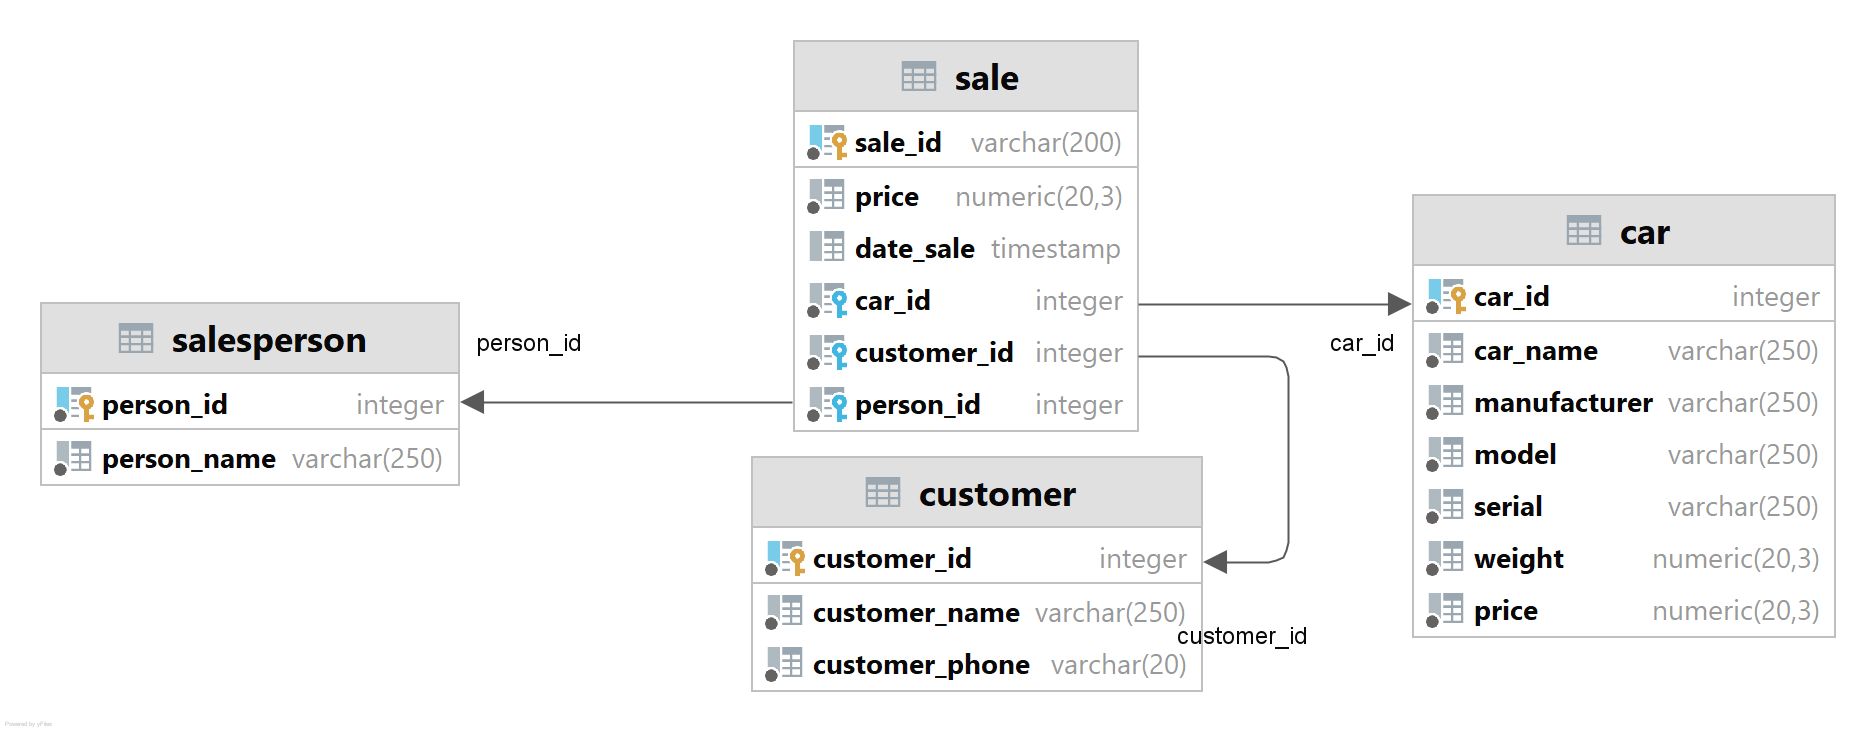 sale
sale_id varchar(200)
price numeric(20,3)
date_sale timestamp
car_id integer
customer_id integer
person_id integer
car
car_id integer
car_name varchar(250)
manufacturer varchar(250)
model varchar(250)
serial varchar(250)
weight numeric(20,3)
price numeric(20,3)
salesperson
person_id integer
person_name varchar(250)
person_id
car_id
customer
customer_id integer
customer_name varchar(250)
customer_phone varchar(20)
customer_id
Powered by yFiles